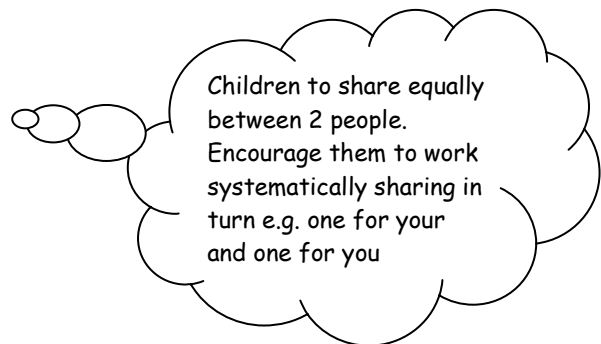 Children to share equally
between 2 people.
Encourage them to work
systematically sharing in
turn e.g. one for your
and one for you